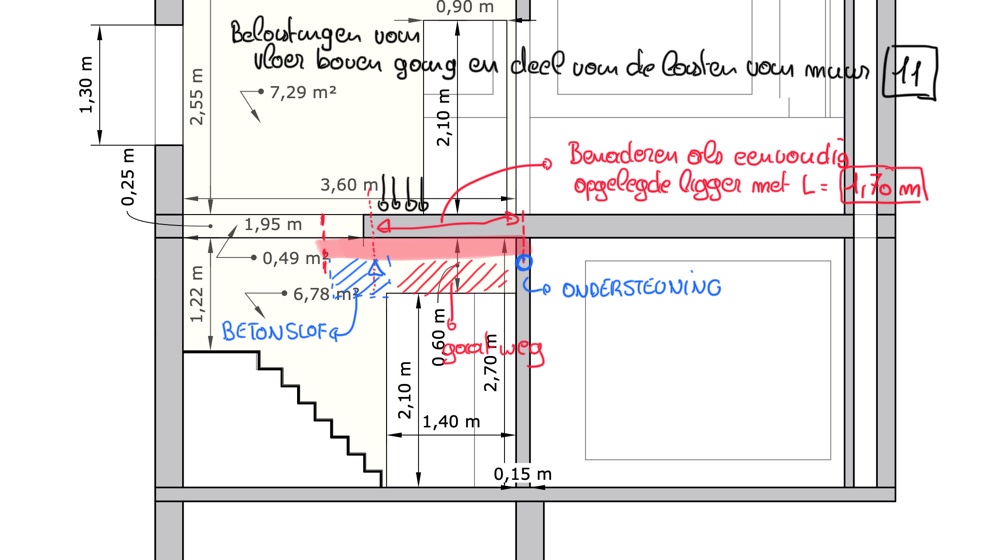 0,90 m
Belastingen van
vloer boven gang en deel van de lasten van muur 11
1,30 m
2,55 m
7,29 m²
2,10 m
Benaderen als eenvoudig
opgelegde ligger met L = 1,70 m
0,25 m
3,60 m
1,95 m
0,49 m²
1,22 m
6,78 m²
ONDERSTEUNING
BETONSLOF
0,60 m
gaat weg
2,70 m
2,10 m
1,40 m
0,15 m